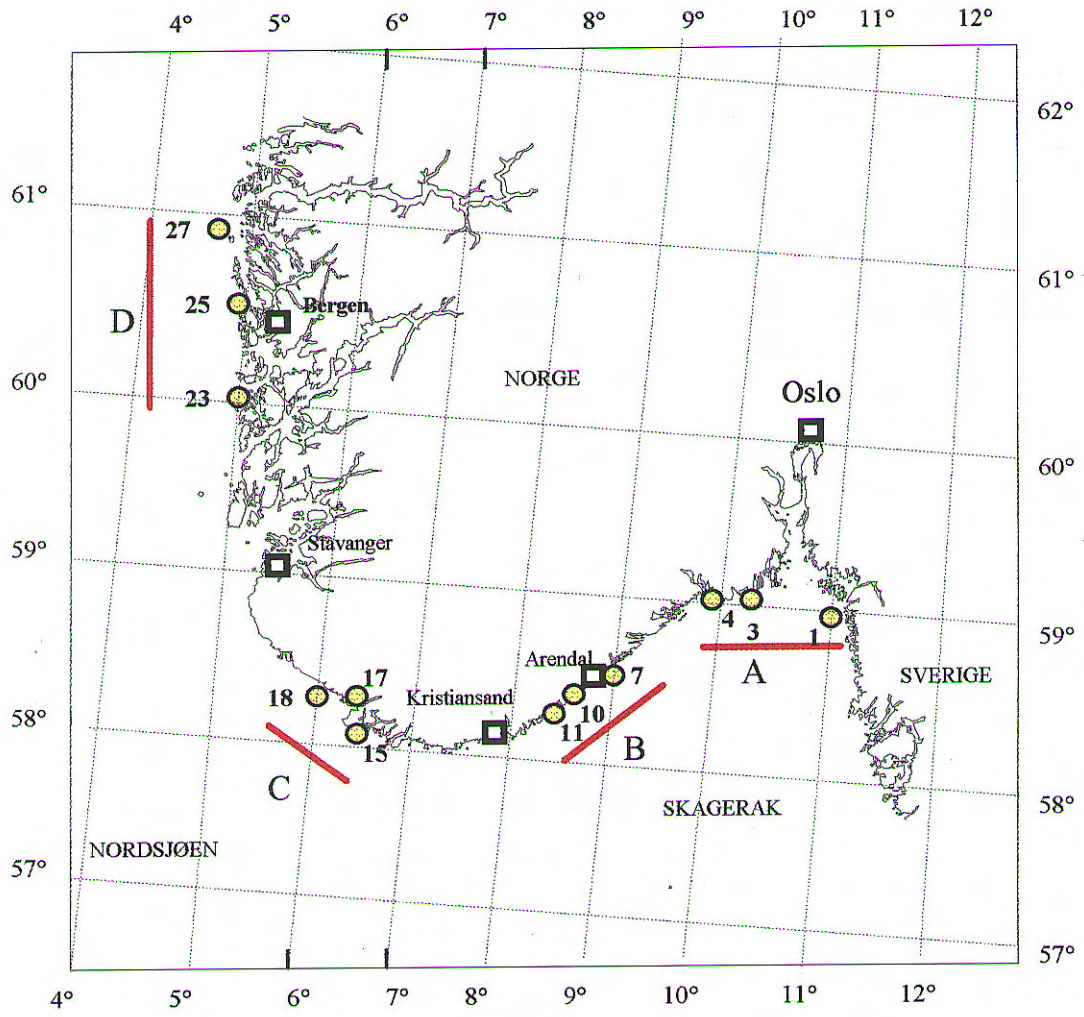 4° 5° 6° 7° 8° 9° 10° 12°
62°
61°
27
61°
25
Bergen
D
NORGE
60°
23
Oslo
60°
59°
Stavanger
4
3
1
59°
Arendal
7
A
SVERIGE
17
Kristiansand
18
10
11
58°
15
B
C
SKAGERAK
58°
NORDSJØEN
57°
57°
4° 5° 6° 7° 8° 9° 10° 11° 12°